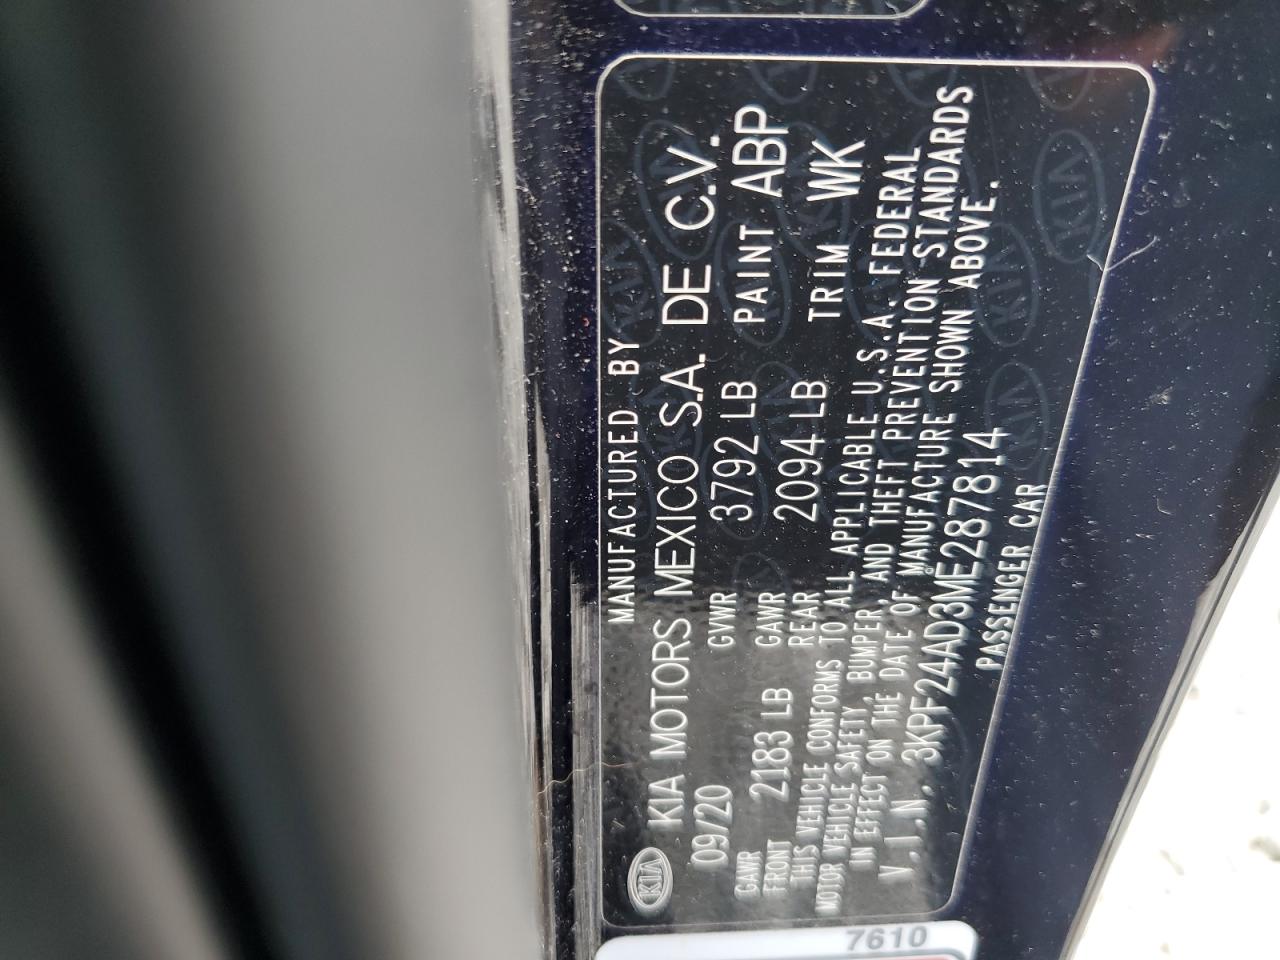 MANUFACTURED BY
KIA KIA MOTORS MEXICO S.A. DE C.V.
09/20 GVWR 3792 LB PAINT ABP
GAWR FRONT 2183 LB GAWR REAR 2094 LB TRIM WK
THIS VEHICLE CONFORMS TO ALL APPLICABLE U.S.A. FEDERAL
MOTOR VEHICLE SAFETY, BUMPER, AND THEFT PREVENTION STANDARDS
IN EFFECT ON THE DATE OF MANUFACTURE SHOWN ABOVE.
V.I.N. 3KPF24AD3ME287814
PASSENGER CAR
7610